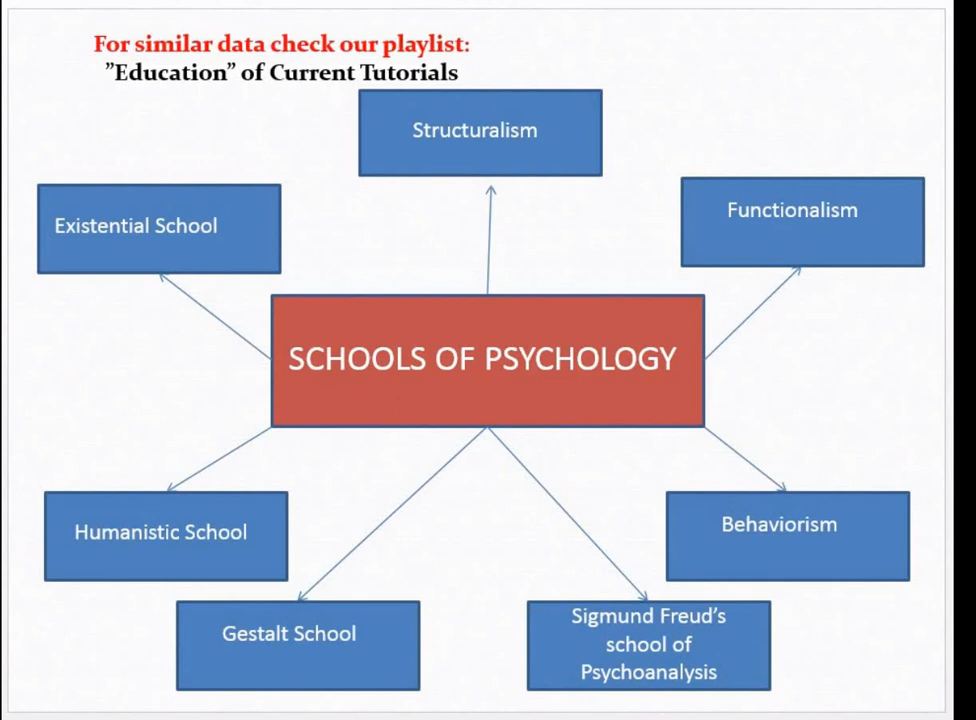 For similar data check our playlist:
”Education” of Current Tutorials
Structuralism
Existential School
Functionalism
SCHOOLS OF PSYCHOLOGY
Humanistic School
Behaviorism
Gestalt School
Sigmund Freud’s
school of
Psychoanalysis